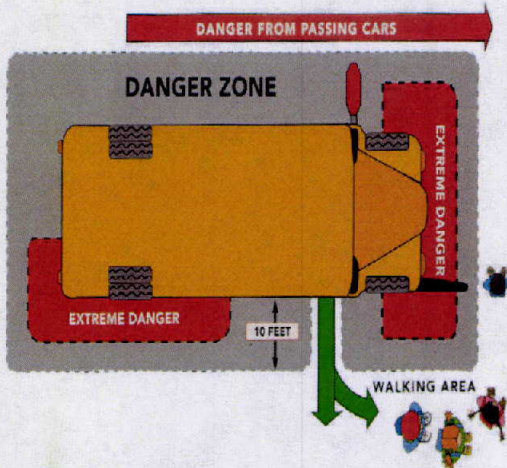 DANGER FROM PASSING CARS
DANGER ZONE
EXTREME DANGER
EXTREME DANGER
10 FEET
WALKING AREA